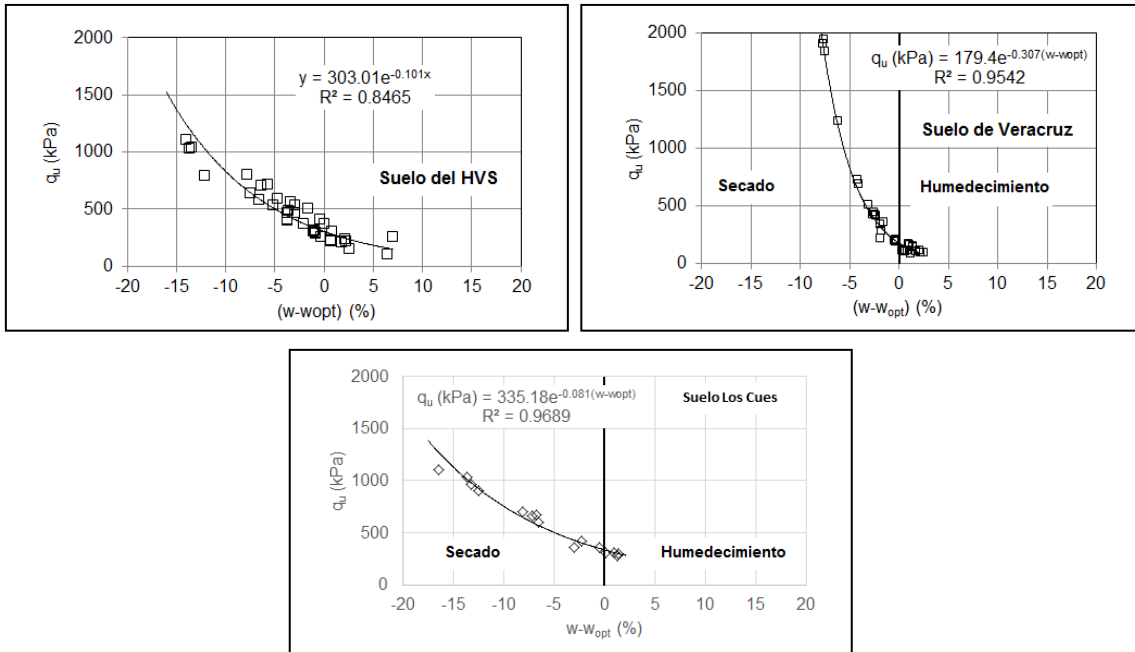 2000
1500
1000
500
0
y = 303.01e^-0.101x
R² = 0.8465
Suelo del HVS
qu (kPa)
-20 -15 -10 -5 0 5 10 15 20
(w-wopt) (%)
2000
1500
1000
500
0
qu (kPa) = 179.4e^-0.307(w-wopt)
R² = 0.9542
Suelo de Veracruz
Secado
Humedecimiento
qu (kPa)
-20 -15 -10 -5 0 5 10 15 20
(w-wopt) (%)
2000
1500
1000
500
0
qu (kPa) = 335.18e^-0.081(w-wopt)
R² = 0.9689
Suelo Los Cues
Secado
Humedecimiento
qu (kPa)
-20 -15 -10 -5 0 5 10 15 20
w-wopt (%)